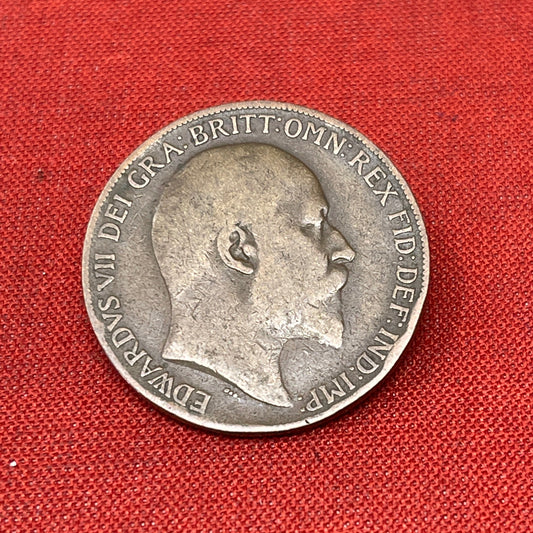 EDWARDVS VII DEI GRA: BRITT: OMN: REX FID: DEF: IND: IMP: